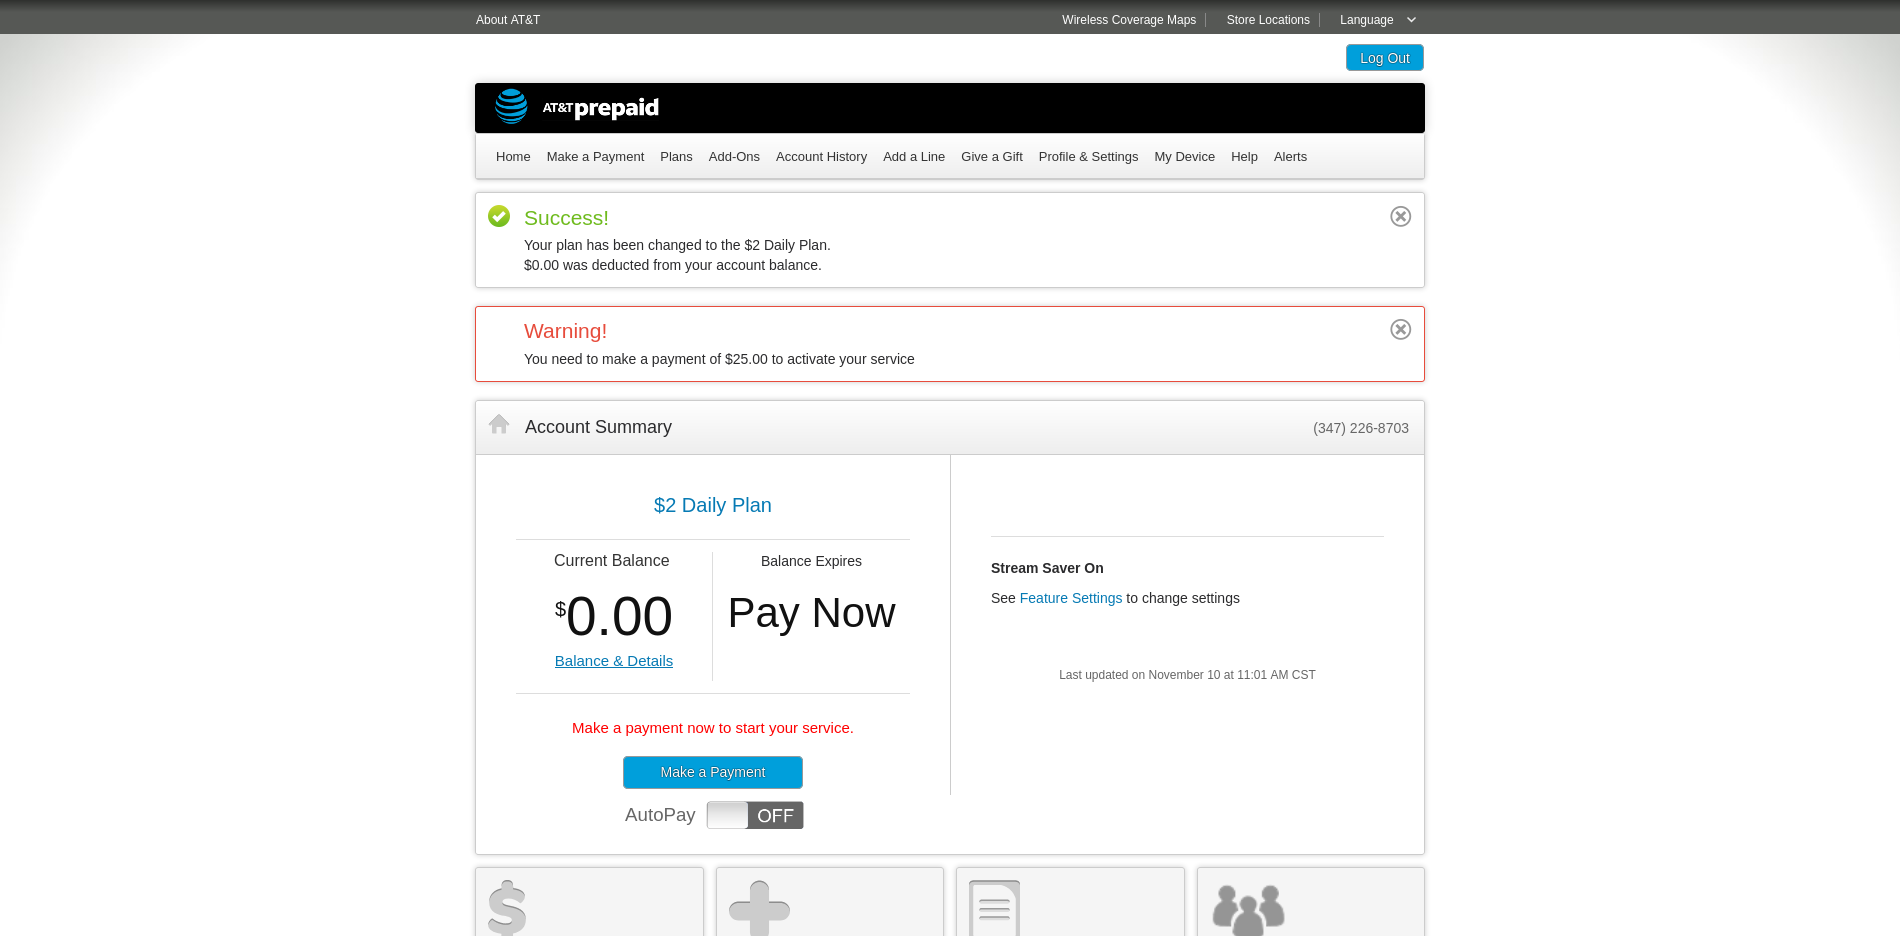 About AT&T
Wireless Coverage Maps
Store Locations
Language
Log Out
AT&T prepaid
Home
Make a Payment
Plans
Add-Ons
Account History
Add a Line
Give a Gift
Profile & Settings
My Device
Help
Alerts
Success!
Your plan has been changed to the $2 Daily Plan.
$0.00 was deducted from your account balance.
Warning!
You need to make a payment of $25.00 to activate your service
Account Summary
(347) 226-8703
$2 Daily Plan
Current Balance
$0.00
Balance & Details
Balance Expires
Pay Now
Make a payment now to start your service.
Make a Payment
AutoPay
OFF
Stream Saver On
See Feature Settings to change settings
Last updated on November 10 at 11:01 AM CST